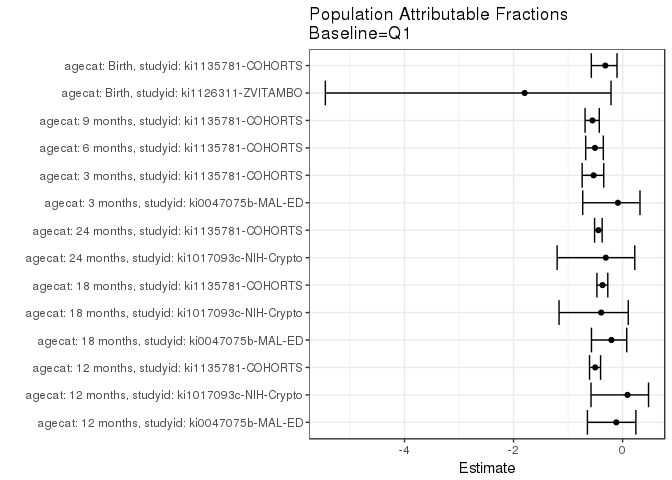 Population Attributable Fractions
Baseline=Q1
agecat: Birth, studyid: ki1135781-COHORTS
agecat: Birth, studyid: ki1126311-ZVITAMBO
agecat: 9 months, studyid: ki1135781-COHORTS
agecat: 6 months, studyid: ki1135781-COHORTS
agecat: 3 months, studyid: ki1135781-COHORTS
agecat: 3 months, studyid: ki0047075b-MAL-ED
agecat: 24 months, studyid: ki1135781-COHORTS
agecat: 24 months, studyid: ki1017093c-NIH-Crypto
agecat: 18 months, studyid: ki1135781-COHORTS
agecat: 18 months, studyid: ki1017093c-NIH-Crypto
agecat: 18 months, studyid: ki0047075b-MAL-ED
agecat: 12 months, studyid: ki1135781-COHORTS
agecat: 12 months, studyid: ki1017093c-NIH-Crypto
agecat: 12 months, studyid: ki0047075b-MAL-ED
-4 -2 0
Estimate